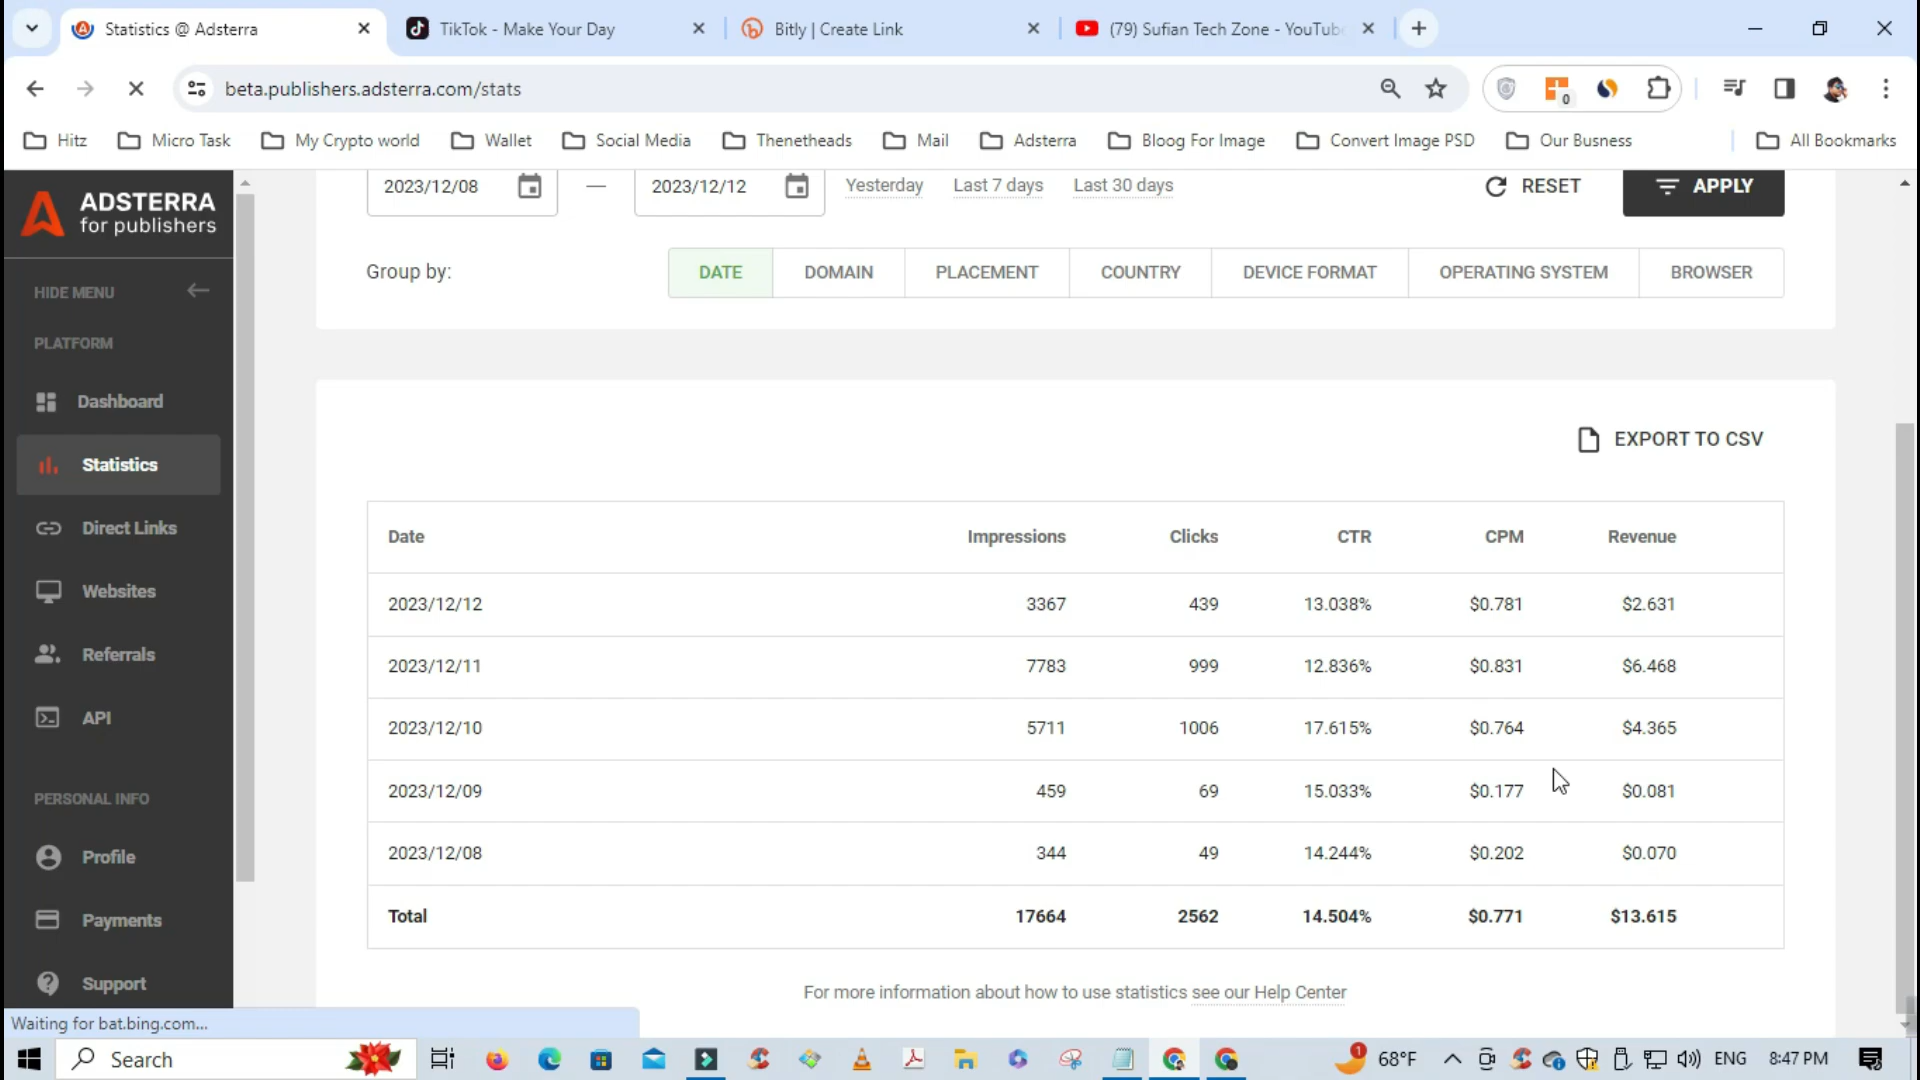 Statistics @ Adsterra
TikTok - Make Your Day
Bitly | Create Link
(79) Sufian Tech Zone - YouTube
beta.publishers.adsterra.com/stats
0
Hitz
Micro Task
My Crypto world
Wallet
Social Media
Thenetheads
Mail
Adsterra
Bloog For Image
Convert Image PSD
Our Busness
All Bookmarks
ADSTERRA
for publishers
HIDE MENU
PLATFORM
Dashboard
Statistics
Direct Links
Websites
Referrals
API
PERSONAL INFO
Profile
Payments
Support
2023/12/08 — 2023/12/12 Yesterday Last 7 days Last 30 days RESET APPLY
Group by: DATE DOMAIN PLACEMENT COUNTRY DEVICE FORMAT OPERATING SYSTEM BROWSER
EXPORT TO CSV
Date Impressions Clicks CTR CPM Revenue
2023/12/12 3367 439 13.038% $0.781 $2.631
2023/12/11 7783 999 12.836% $0.831 $6.468
2023/12/10 5711 1006 17.615% $0.764 $4.365
2023/12/09 459 69 15.033% $0.177 $0.081
2023/12/08 344 49 14.244% $0.202 $0.070
Total 17664 2562 14.504% $0.771 $13.615
For more information about how to use statistics see our Help Center
Waiting for bat.bing.com...
Search
1
68°F
ENG
8:47 PM